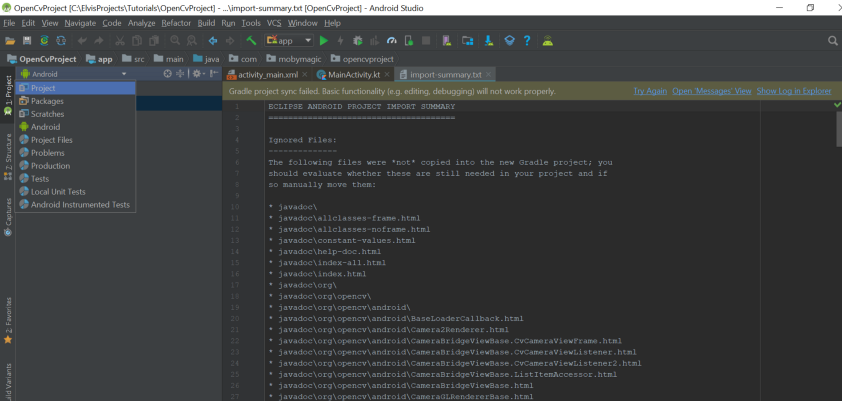 OpenCvProject [C:\ElvisProjects\Tutorials\OpenCvProject] - ...\import-summary.txt [OpenCvProject] - Android Studio
File Edit View Navigate Code Analyze Refactor Build Run Tools VCS Window Help
app
OpenCvProject app src main java com mobymagic opencvproject
Android
activity_main.xml MainActivity.kt import-summary.txt
Gradle project sync failed. Basic functionality (e.g. editing, debugging) will not work properly. Try Again Open 'Messages' View Show Log in Explorer
1: Project
Z: Structure
Captures
2: Favorites
Build Variants
Project
Packages
Scratches
Android
Project Files
Problems
Production
Tests
Local Unit Tests
Android Instrumented Tests
1 ECLIPSE ANDROID PROJECT IMPORT SUMMARY
2 ======================================
3
4 Ignored Files:
5 --------------
6 The following files were *not* copied into the new Gradle project; you
7 should evaluate whether these are still needed in your project and if
8 so manually move them:
9
10 * javadoc\
11 * javadoc\allclasses-frame.html
12 * javadoc\allclasses-noframe.html
13 * javadoc\constant-values.html
14 * javadoc\help-doc.html
15 * javadoc\index-all.html
16 * javadoc\index.html
17 * javadoc\org\
18 * javadoc\org\opencv\
19 * javadoc\org\opencv\android\
20 * javadoc\org\opencv\android\BaseLoaderCallback.html
21 * javadoc\org\opencv\android\Camera2Renderer.html
22 * javadoc\org\opencv\android\CameraBridgeViewBase.CvCameraViewFrame.html
23 * javadoc\org\opencv\android\CameraBridgeViewBase.CvCameraViewListener.html
24 * javadoc\org\opencv\android\CameraBridgeViewBase.CvCameraViewListener2.html
25 * javadoc\org\opencv\android\CameraBridgeViewBase.ListItemAccessor.html
26 * javadoc\org\opencv\android\CameraBridgeViewBase.html
27 * javadoc\org\opencv\android\CameraGLRendererBase.html